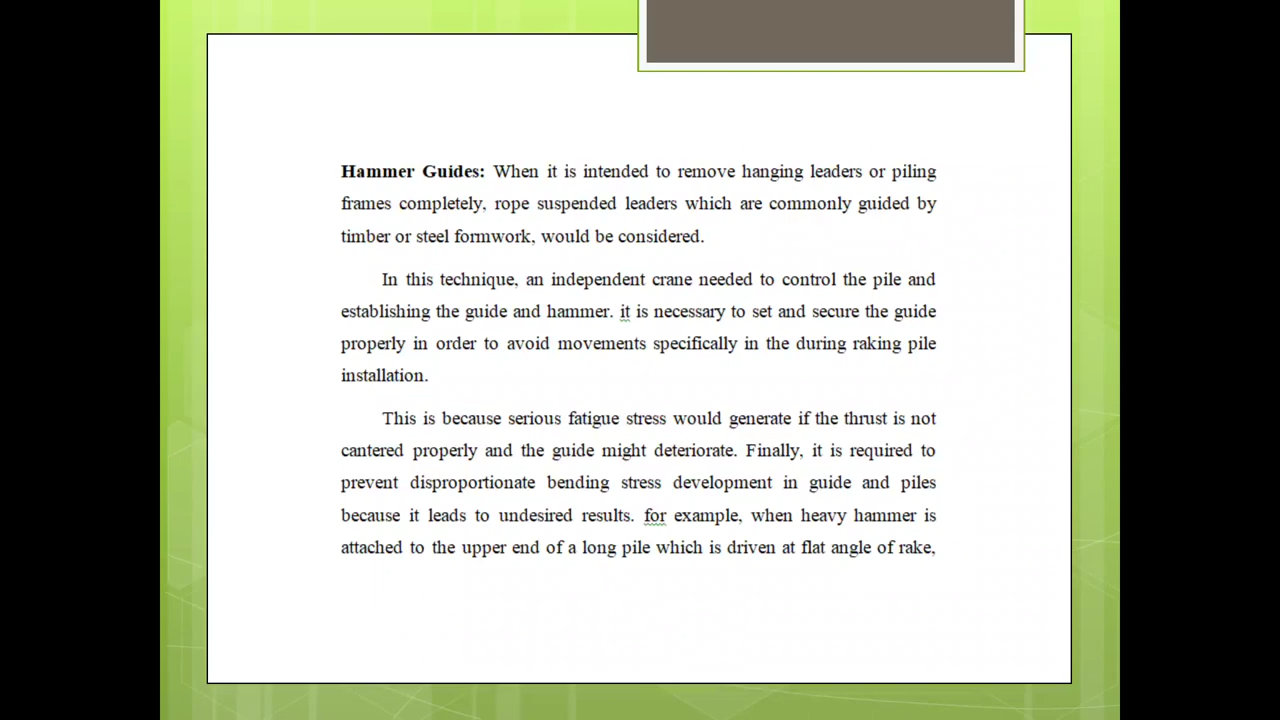 Hammer Guides: When it is intended to remove hanging leaders or piling
frames completely, rope suspended leaders which are commonly guided by
timber or steel formwork, would be considered.
In this technique, an independent crane needed to control the pile and
establishing the guide and hammer. it is necessary to set and secure the guide
properly in order to avoid movements specifically in the during raking pile
installation.
This is because serious fatigue stress would generate if the thrust is not
cantered properly and the guide might deteriorate. Finally, it is required to
prevent disproportionate bending stress development in guide and piles
because it leads to undesired results. for example, when heavy hammer is
attached to the upper end of a long pile which is driven at flat angle of rake,